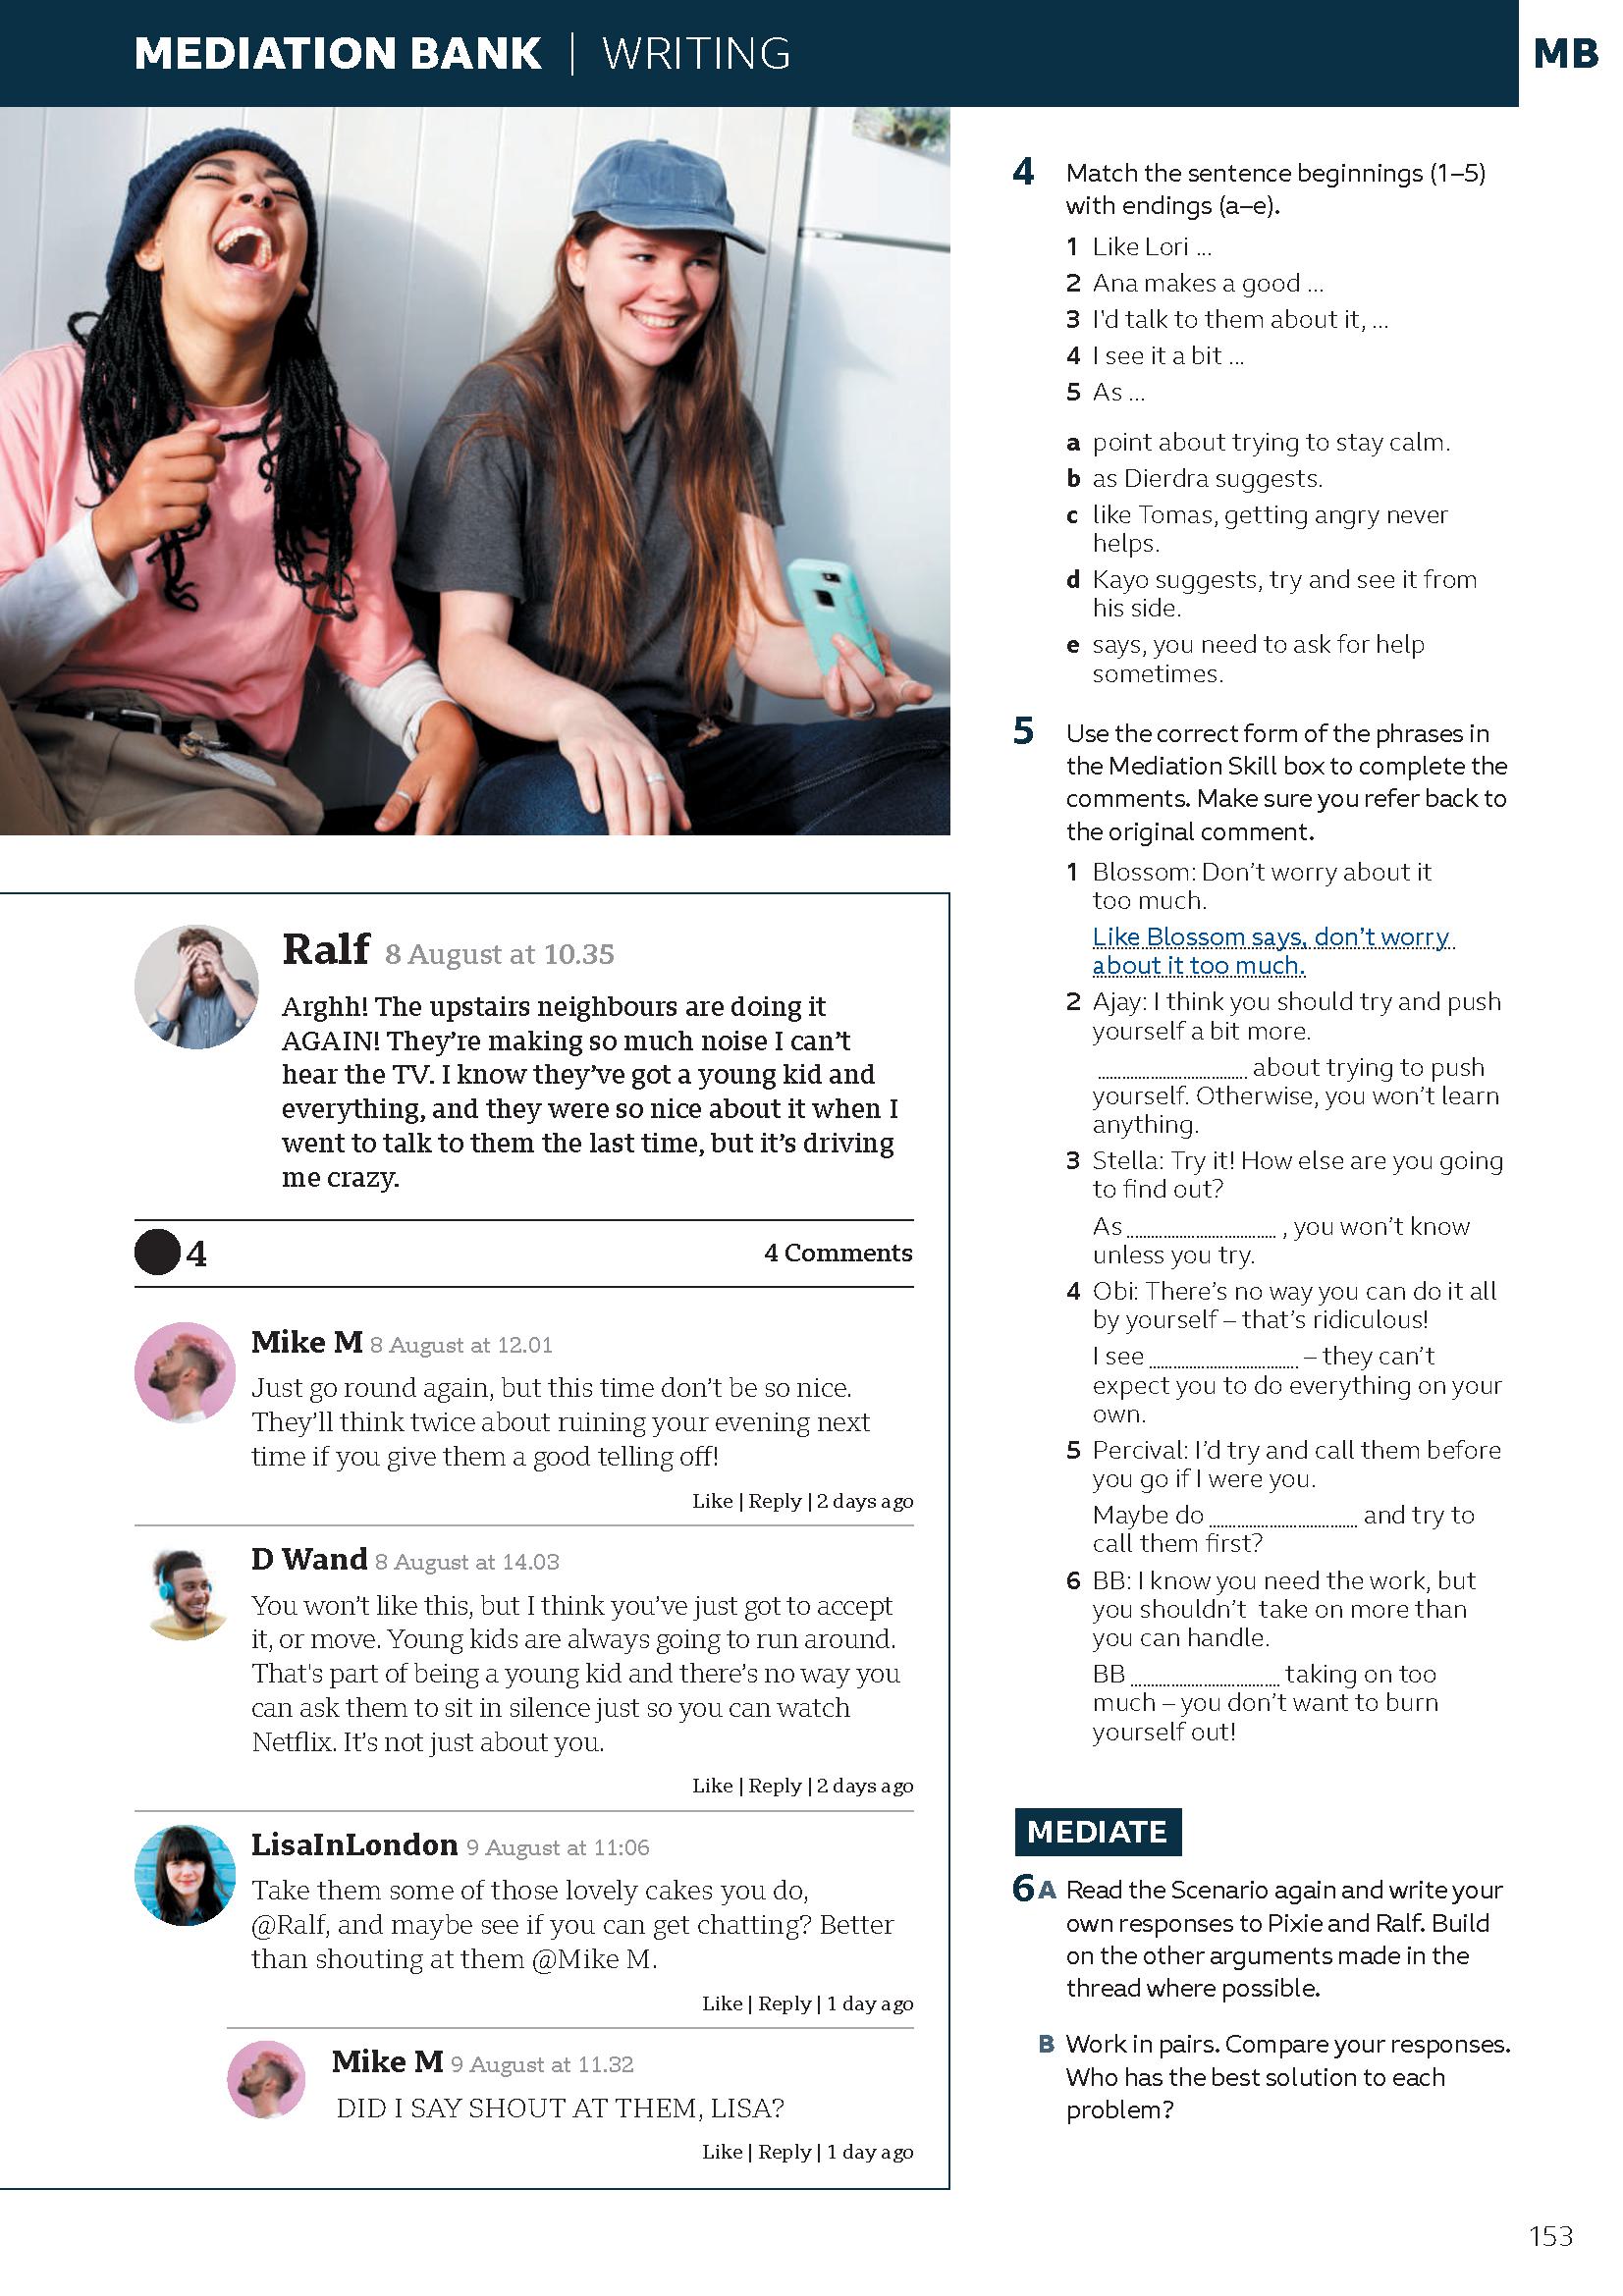 MEDIATION BANK | WRITING
MB
4 Match the sentence beginnings (1–5)
with endings (a–e).
1 Like Lori ...
2 Ana makes a good ...
3 I'd talk to them about it, ...
4 I see it a bit ...
5 As ...
a point about trying to stay calm.
b as Dierdra suggests.
c like Tomas, getting angry never
helps.
d Kayo suggests, try and see it from
his side.
e says, you need to ask for help
sometimes.
5 Use the correct form of the phrases in
the Mediation Skill box to complete the
comments. Make sure you refer back to
the original comment.
1 Blossom: Don’t worry about it
too much.
Like Blossom says, don’t worry
about it too much.
2 Ajay: I think you should try and push
yourself a bit more.
.............................. about trying to push
yourself. Otherwise, you won’t learn
anything.
3 Stella: Try it! How else are you going
to find out?
As .............................. , you won’t know
unless you try.
4 Obi: There’s no way you can do it all
by yourself – that’s ridiculous!
I see .............................. – they can’t
expect you to do everything on your
own.
5 Percival: I’d try and call them before
you go if I were you.
Maybe do .............................. and try to
call them first?
6 BB: I know you need the work, but
you shouldn’t take on more than
you can handle.
BB .............................. taking on too
much – you don’t want to burn
yourself out!
MEDIATE
6 A Read the Scenario again and write your
own responses to Pixie and Ralf. Build
on the other arguments made in the
thread where possible.
B Work in pairs. Compare your responses.
Who has the best solution to each
problem?
Ralf 8 August at 10.35
Arghh! The upstairs neighbours are doing it
AGAIN! They’re making so much noise I can’t
hear the TV. I know they’ve got a young kid and
everything, and they were so nice about it when I
went to talk to them the last time, but it’s driving
me crazy.
4 4 Comments
Mike M 8 August at 12.01
Just go round again, but this time don’t be so nice.
They’ll think twice about ruining your evening next
time if you give them a good telling off!
Like | Reply | 2 days ago
D Wand 8 August at 14.03
You won’t like this, but I think you’ve just got to accept
it, or move. Young kids are always going to run around.
That's part of being a young kid and there’s no way you
can ask them to sit in silence just so you can watch
Netflix. It’s not just about you.
Like | Reply | 2 days ago
LisaInLondon 9 August at 11:06
Take them some of those lovely cakes you do,
@Ralf, and maybe see if you can get chatting? Better
than shouting at them @Mike M.
Like | Reply | 1 day ago
Mike M 9 August at 11.32
DID I SAY SHOUT AT THEM, LISA?
Like | Reply | 1 day ago
153